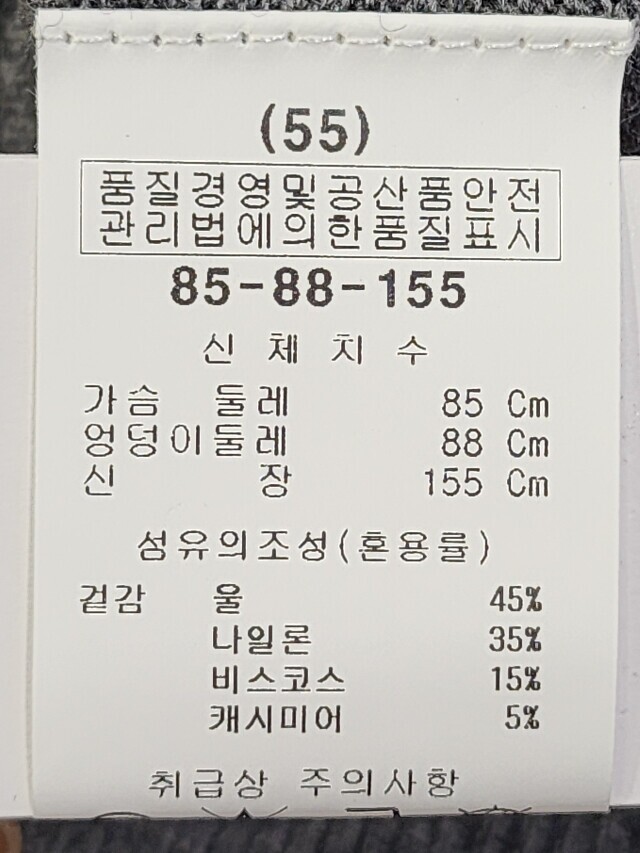 (55)
품질경영및공산품안전
관리법에의한품질표시
85-88-155
신 체 치 수
가슴 둘레 85 Cm
엉덩이둘레 88 Cm
신 장 155 Cm
섬유의조성(혼용률)
겉감 울 45%
나일론 35%
비스코스 15%
캐시미어 5%
취급상 주의사항